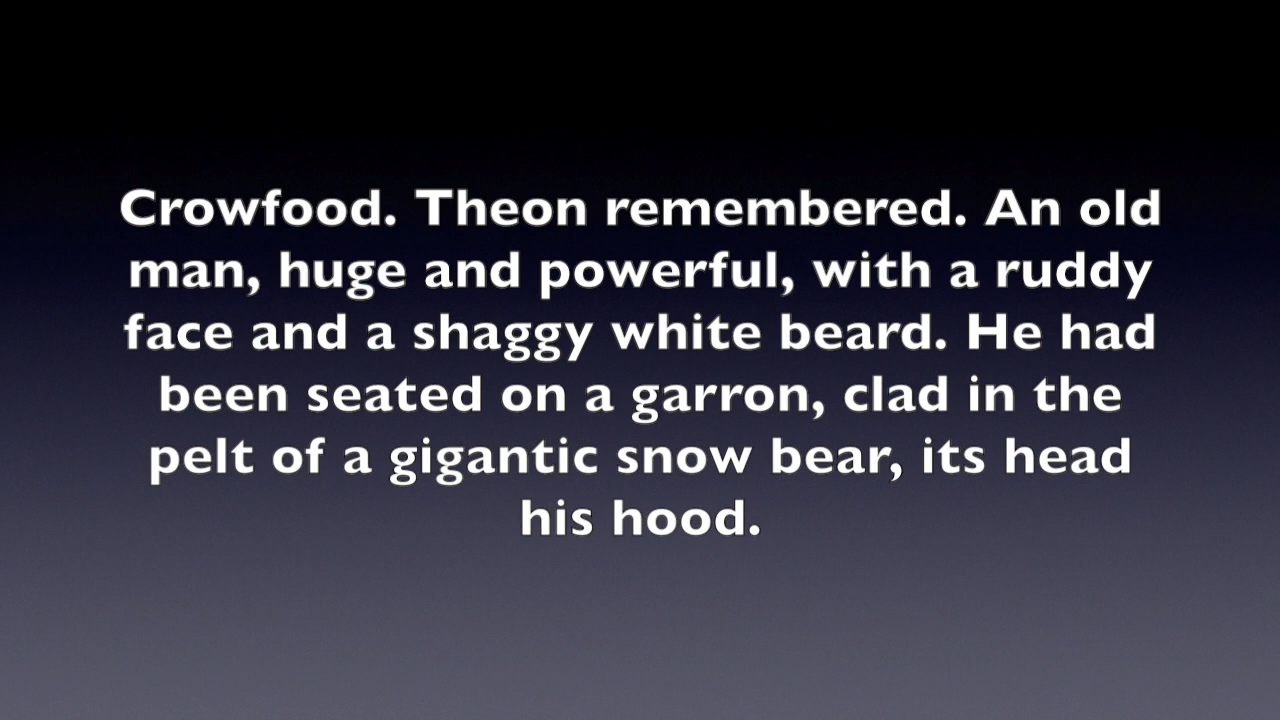 Crowfood. Theon remembered. An old
man, huge and powerful, with a ruddy
face and a shaggy white beard. He had
been seated on a garron, clad in the
pelt of a gigantic snow bear, its head
his hood.